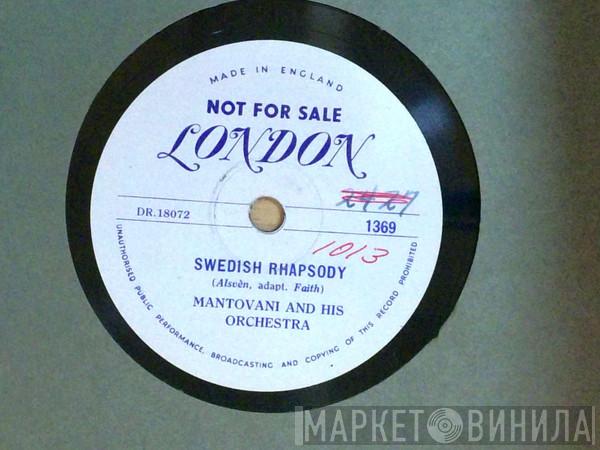 MADE IN ENGLAND
NOT FOR SALE
LONDON
2427
DR.18072
1369
1013
SWEDISH RHAPSODY
(Alsvèn, adapt. Faith)
MANTOVANI AND HIS
ORCHESTRA
UNAUTHORISED PUBLIC PERFORMANCE, BROADCASTING AND COPYING OF THIS RECORD PROHIBITED
МАРКЕТ ВИНИЛА